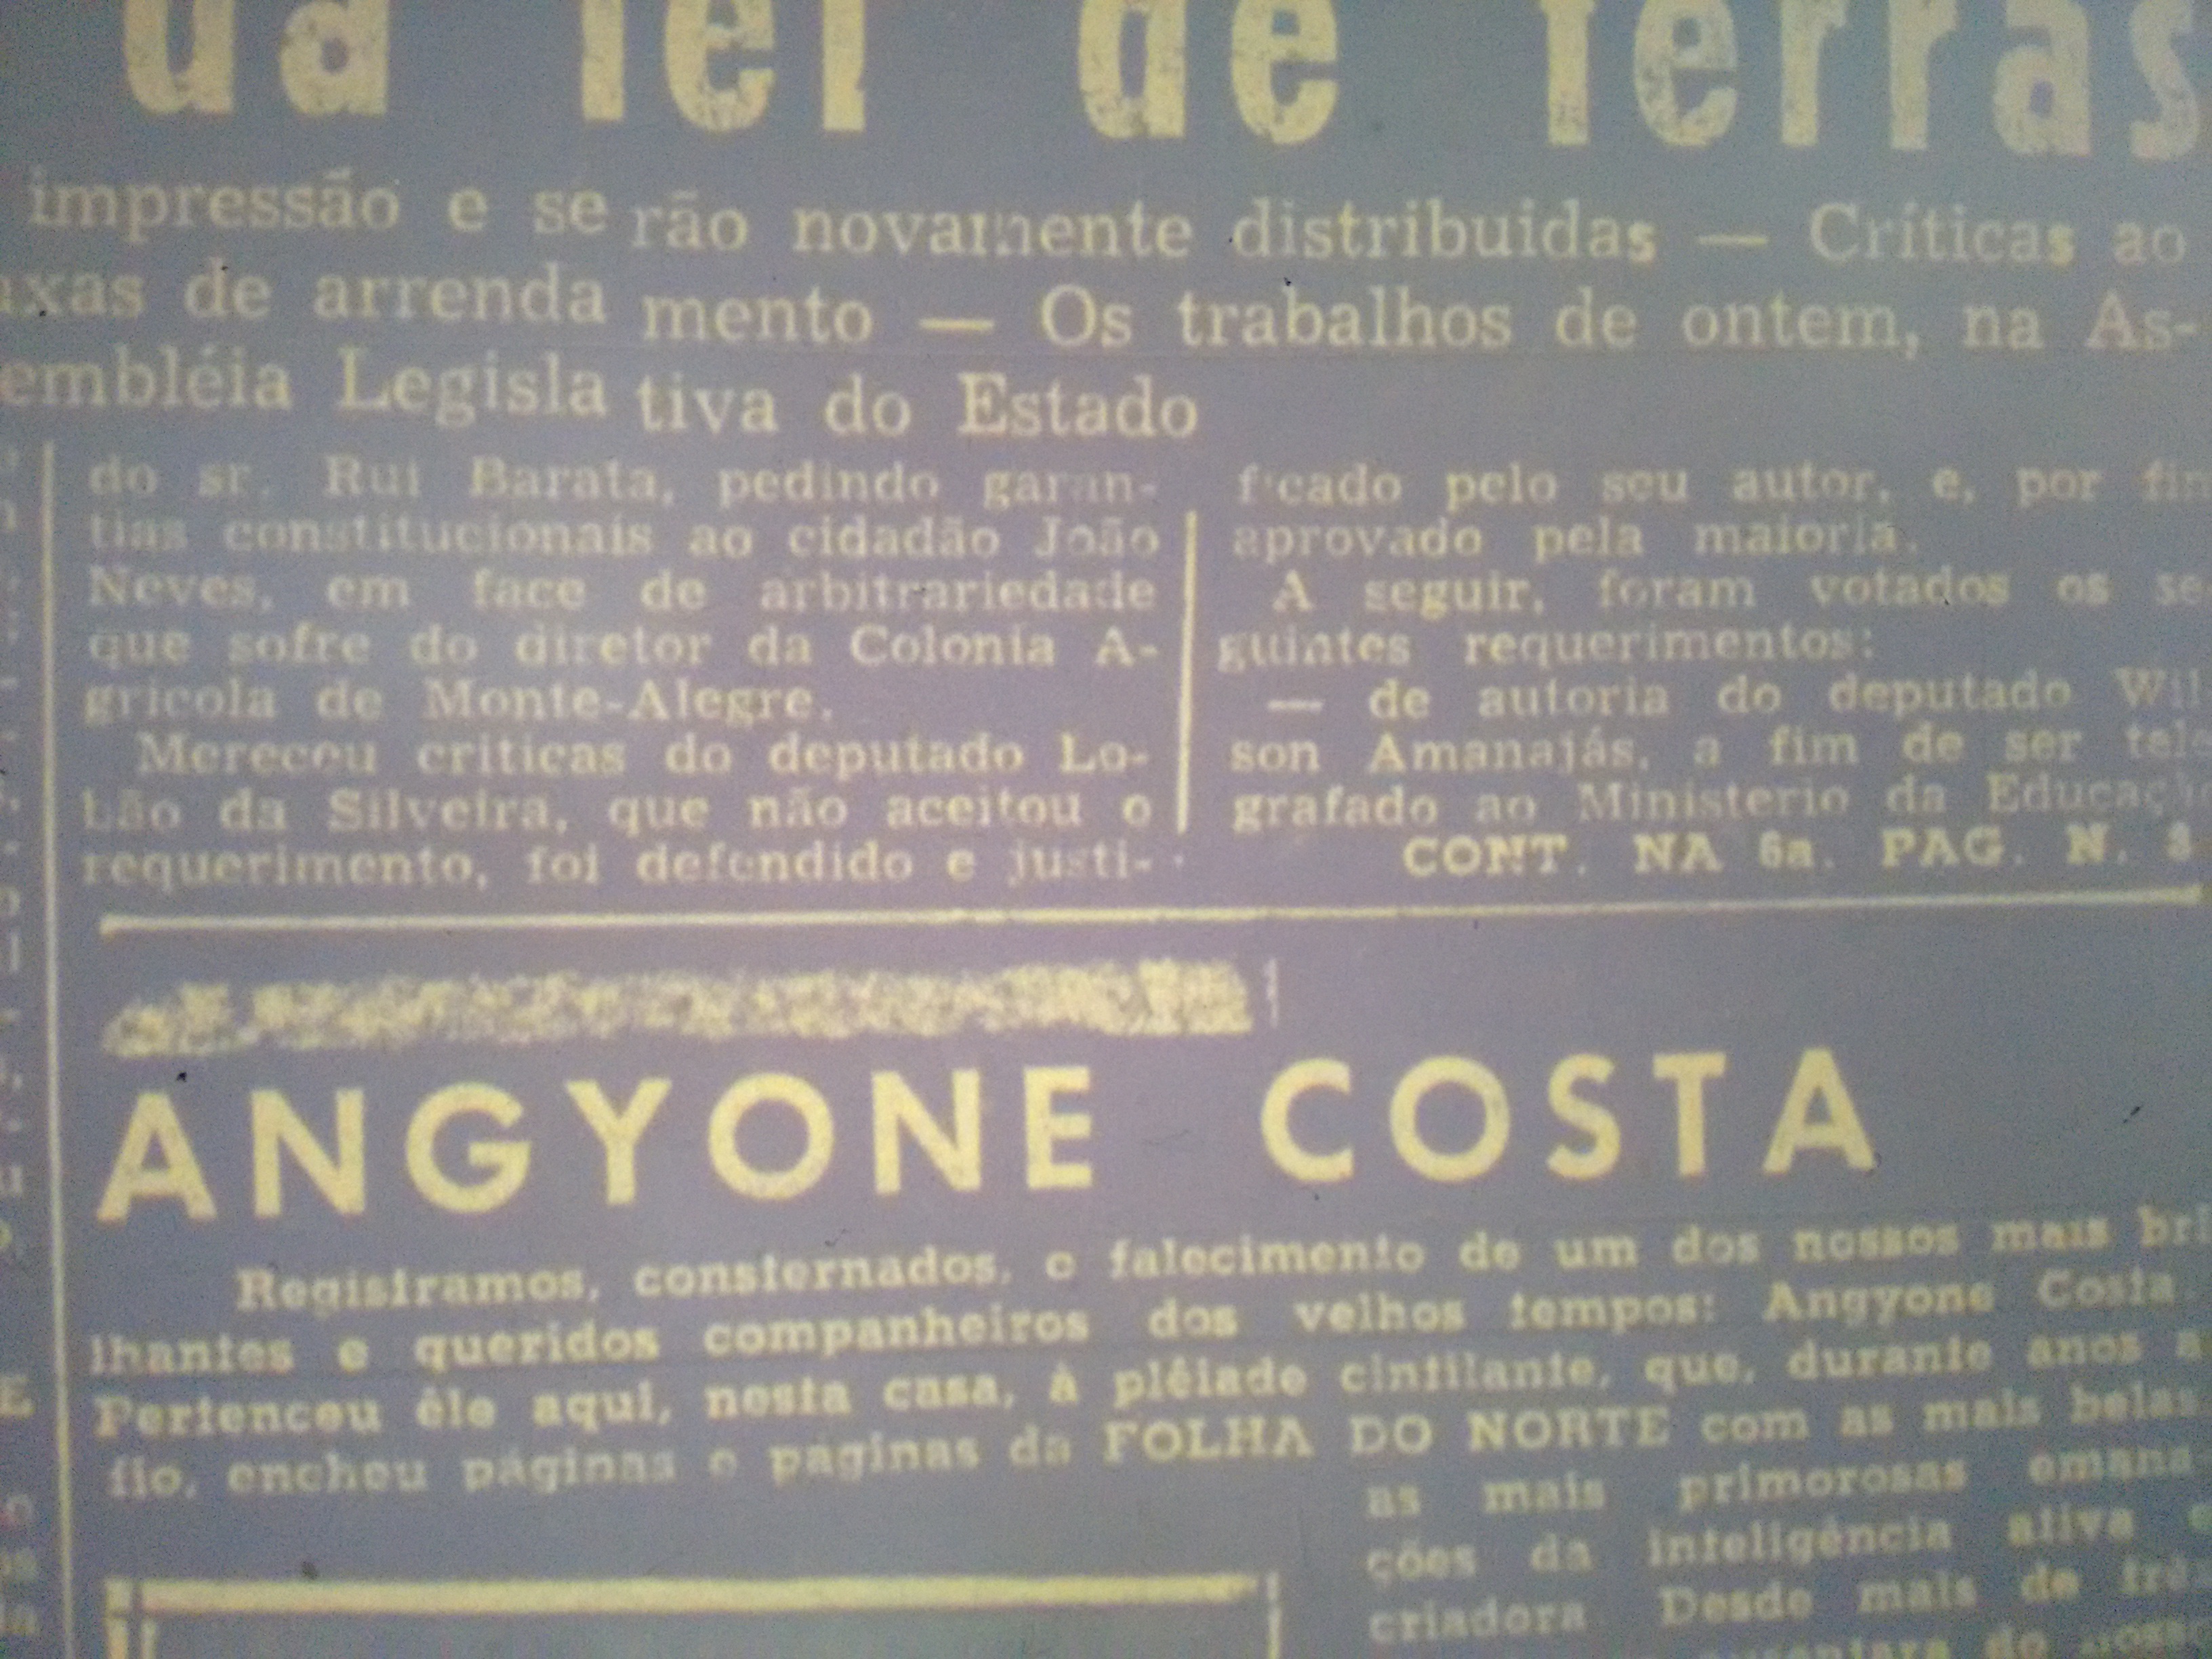 da lei de terras
impressão e serão novamente distribuidas — Críticas ao
axas de arrendamento — Os trabalhos de ontem, na As-
embléia Legislativa do Estado
do sr. Rui Barata, pedindo garan-
tias constitucionais ao cidadão João
Neves, em face de arbitrariedade
que sofre do diretor da Colonia A-
gricola de Monte-Alegre.
Mereceu criticas do deputado Lo-
bão da Silveira, que não aceitou o
requerimento, foi defendido e justi-
ficado pelo seu autor, e, por fim
aprovado pela maioria.
A seguir, foram votados os se
guintes requerimentos:
— de autoria do deputado Wil
son Amanajás, a fim de ser tele
grafado ao Ministerio da Educação
CONT. NA 6a. PAG. N. 3
ANGYONE COSTA
Registramos, consternados, o falecimento de um dos nossos mais bri
lhantes e queridos companheiros dos velhos tempos: Angyone Costa
Pertenceu êle aqui, nesta casa, à plêiade cintilante, que, durante anos a
fio, encheu páginas e páginas da FOLHA DO NORTE com as mais belas
as mais primorosas emana
ções da inteligência ativa e
criadora. Desde mais de trê
do nosso